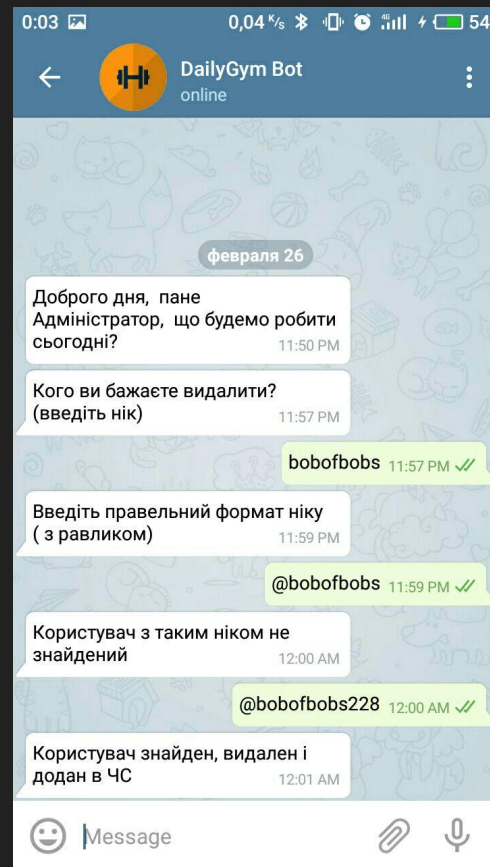 0:03 0,04 K/s 4G 54
DailyGym Bot
online
февраля 26
Доброго дня, пане
Адміністратор, що будемо робити
сьогодні? 11:50 PM
Кого ви бажаєте видалити?
(введіть нік) 11:57 PM
bobofbobs 11:57 PM
Введіть правельний формат ніку
( з равликом) 11:59 PM
@bobofbobs 11:59 PM
Користувач з таким ніком не
знайдений 12:00 AM
@bobofbobs228 12:00 AM
Користувач знайден, видален і
додан в ЧС 12:01 AM
Message